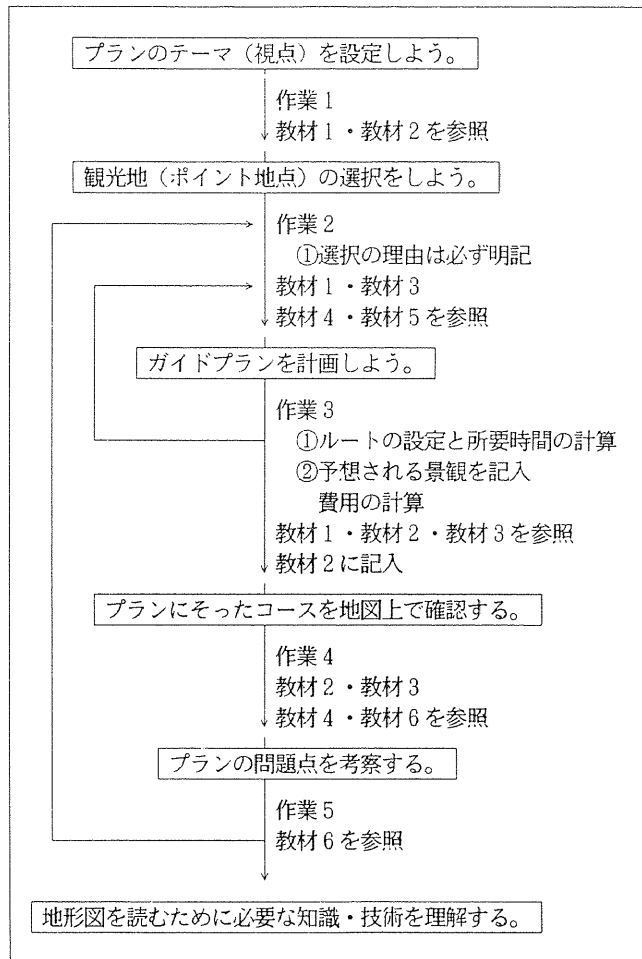 プランのテーマ（視点）を設定しよう。
作業1
教材1・教材2を参照
観光地（ポイント地点）の選択をしよう。
作業2
①選択の理由は必ず明記
教材1・教材3
教材4・教材5を参照
ガイドプランを計画しよう。
作業3
①ルートの設定と所要時間の計算
②予想される景観を記入
費用の計算
教材1・教材2・教材3を参照
教材2に記入
プランにそったコースを地図上で確認する。
作業4
教材2・教材3
教材4・教材6を参照
プランの問題点を考察する。
作業5
教材6を参照
地形図を読むために必要な知識・技術を理解する。